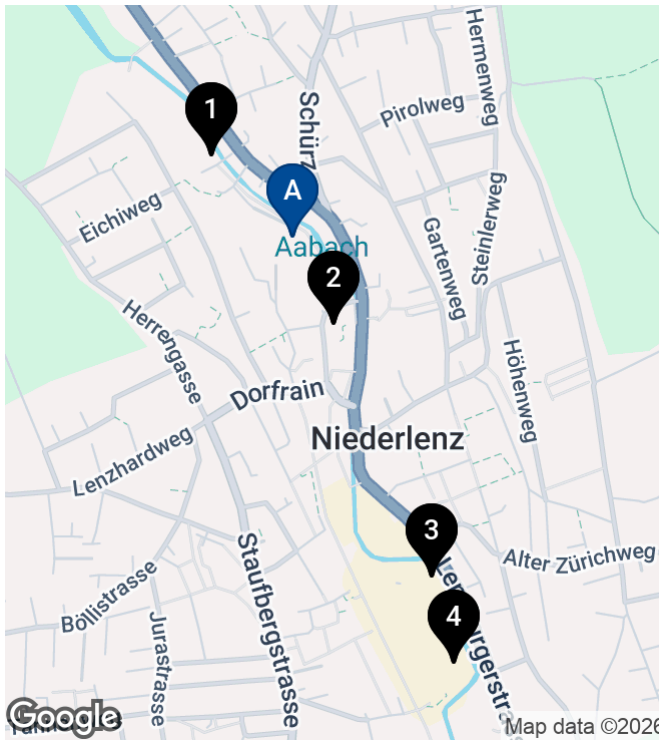 Hermenweg
Pirolweg
1
Schürz
A
Eichiweg
Aabach
Gartenweg
Steinlerweg
2
Herrengasse
Dorfrain
Höhenweg
Niederlenz
Lenzhardweg
3
Alter Zürichweg
Staufbergstrasse
Böllistrasse
Jurastrasse
4
Google
Map data ©2026